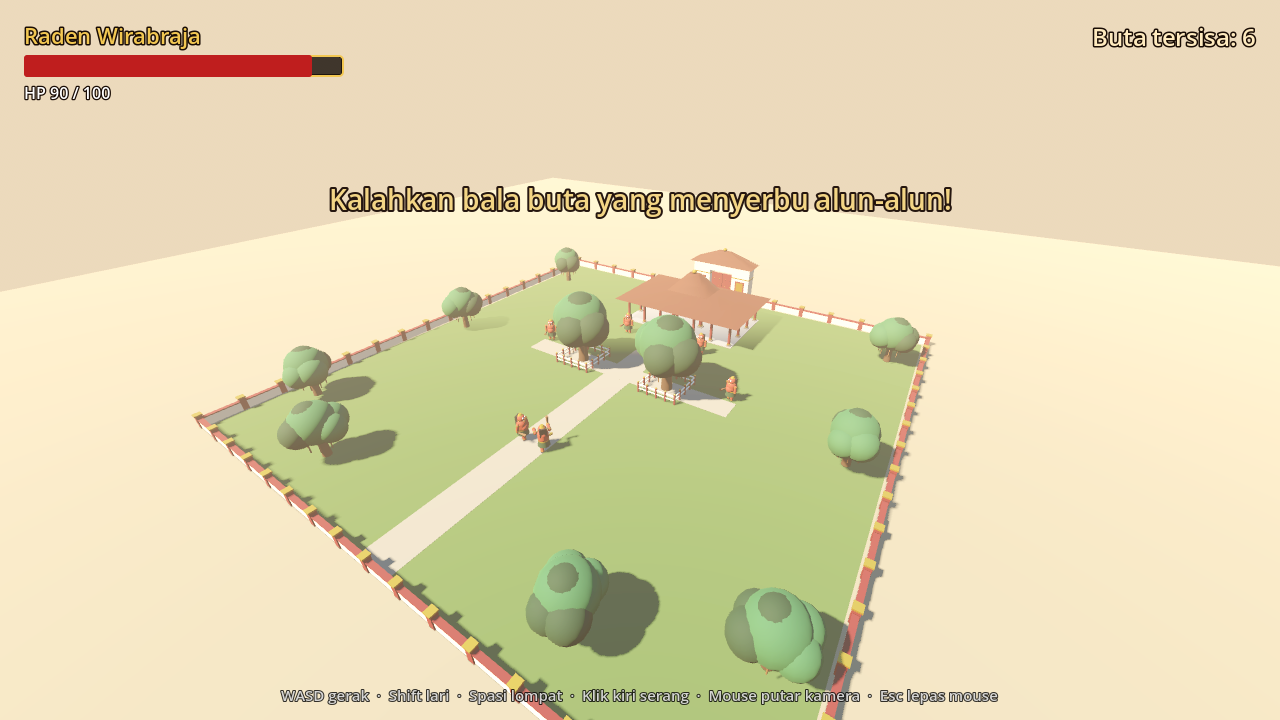 Raden Wirabraja
Buta tersisa: 6
HP 90 / 100
Kalahkan bala buta yang menyerbu alun-alun!
WASD gerak · Shift lari · Spasi lompat · Klik kiri serang · Mouse putar kamera · Esc lepas mouse